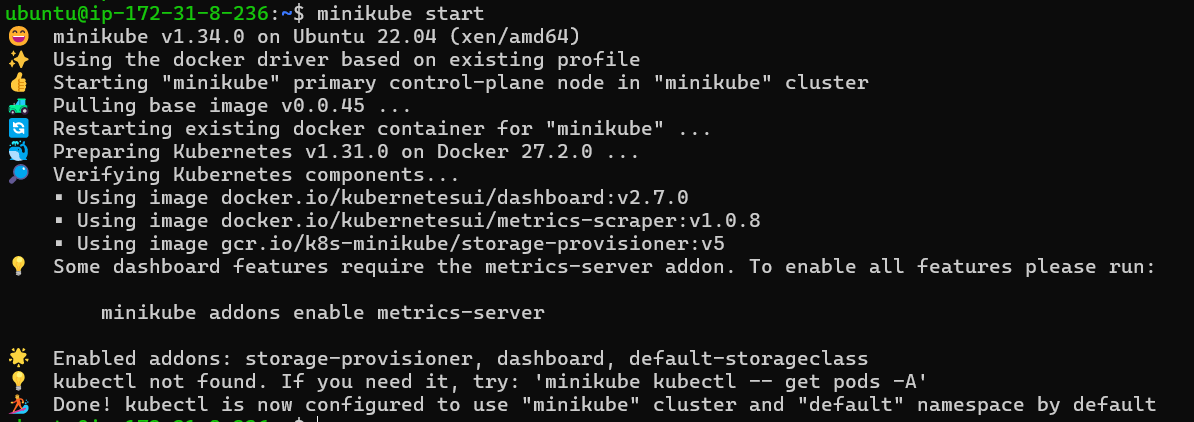 ubuntu@ip-172-31-8-236:~$ minikube start
😄 minikube v1.34.0 on Ubuntu 22.04 (xen/amd64)
✨ Using the docker driver based on existing profile
👍 Starting "minikube" primary control-plane node in "minikube" cluster
🚜 Pulling base image v0.0.45 ...
🔄 Restarting existing docker container for "minikube" ...
🐳 Preparing Kubernetes v1.31.0 on Docker 27.2.0 ...
🔎 Verifying Kubernetes components...
▪ Using image docker.io/kubernetesui/dashboard:v2.7.0
▪ Using image docker.io/kubernetesui/metrics-scraper:v1.0.8
▪ Using image gcr.io/k8s-minikube/storage-provisioner:v5
💡 Some dashboard features require the metrics-server addon. To enable all features please run:
minikube addons enable metrics-server
🌟 Enabled addons: storage-provisioner, dashboard, default-storageclass
💡 kubectl not found. If you need it, try: 'minikube kubectl -- get pods -A'
🏄 Done! kubectl is now configured to use "minikube" cluster and "default" namespace by default